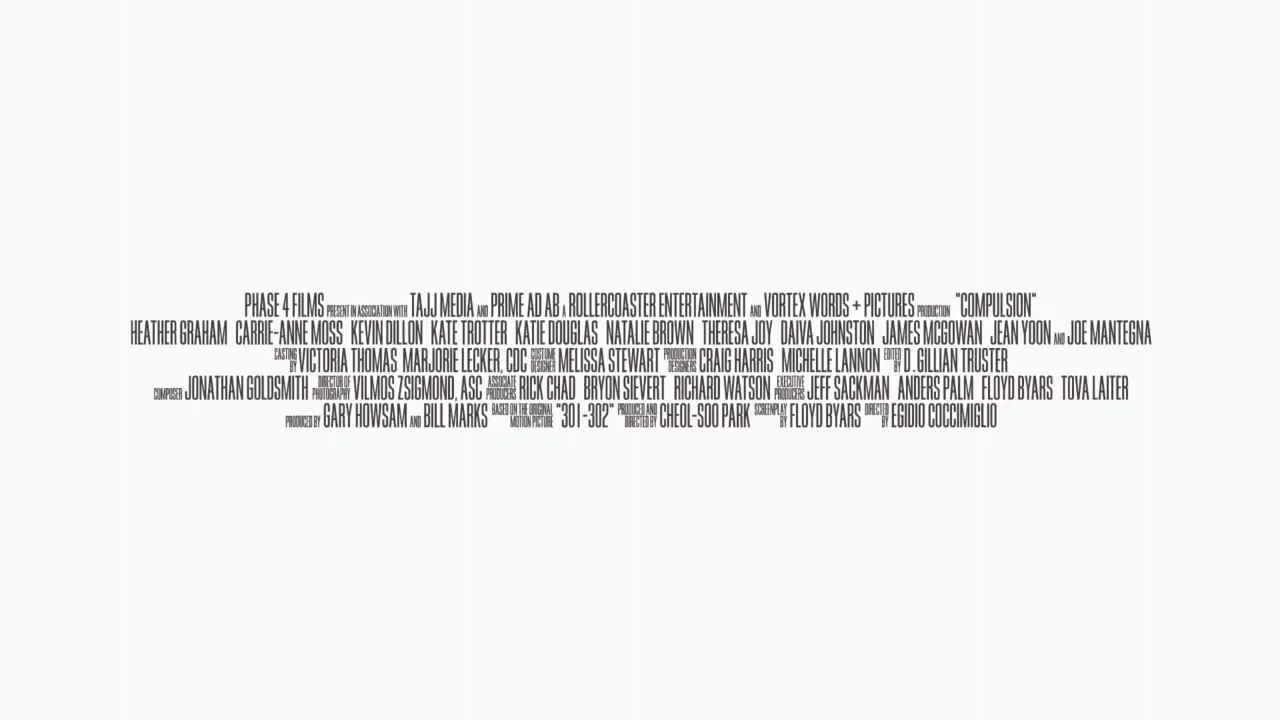 PHASE 4 FILMS PRESENT IN ASSOCIATION WITH TAJJ MEDIA AND PRIME AD AB A ROLLERCOASTER ENTERTAINMENT AND VORTEX WORDS + PICTURES PRODUCTION "COMPULSION"
HEATHER GRAHAM CARRIE-ANNE MOSS KEVIN DILLON KATE TROTTER KATIE DOUGLAS NATALIE BROWN THERESA JOY DAIVA JOHNSTON JAMES MCGOWAN JEAN YOON AND JOE MANTEGNA
CASTING BY VICTORIA THOMAS MARJORIE LECKER, CDC COSTUME DESIGNER MELISSA STEWART PRODUCTION DESIGNERS CRAIG HARRIS MICHELLE LANNON EDITED BY D. GILLIAN TRUSTER
COMPOSER JONATHAN GOLDSMITH DIRECTOR OF PHOTOGRAPHY VILMOS ZSIGMOND, ASC ASSOCIATE PRODUCERS RICK CHAD BRYON SIEVERT RICHARD WATSON EXECUTIVE PRODUCERS JEFF SACKMAN ANDERS PALM FLOYD BYARS TOVA LAITER
PRODUCED BY GARY HOWSAM AND BILL MARKS BASED ON THE ORIGINAL MOTION PICTURE "301-302" PRODUCED AND DIRECTED BY CHEOL-SOO PARK SCREENPLAY BY FLOYD BYARS DIRECTED BY EGIDIO COCCIMIGLIO